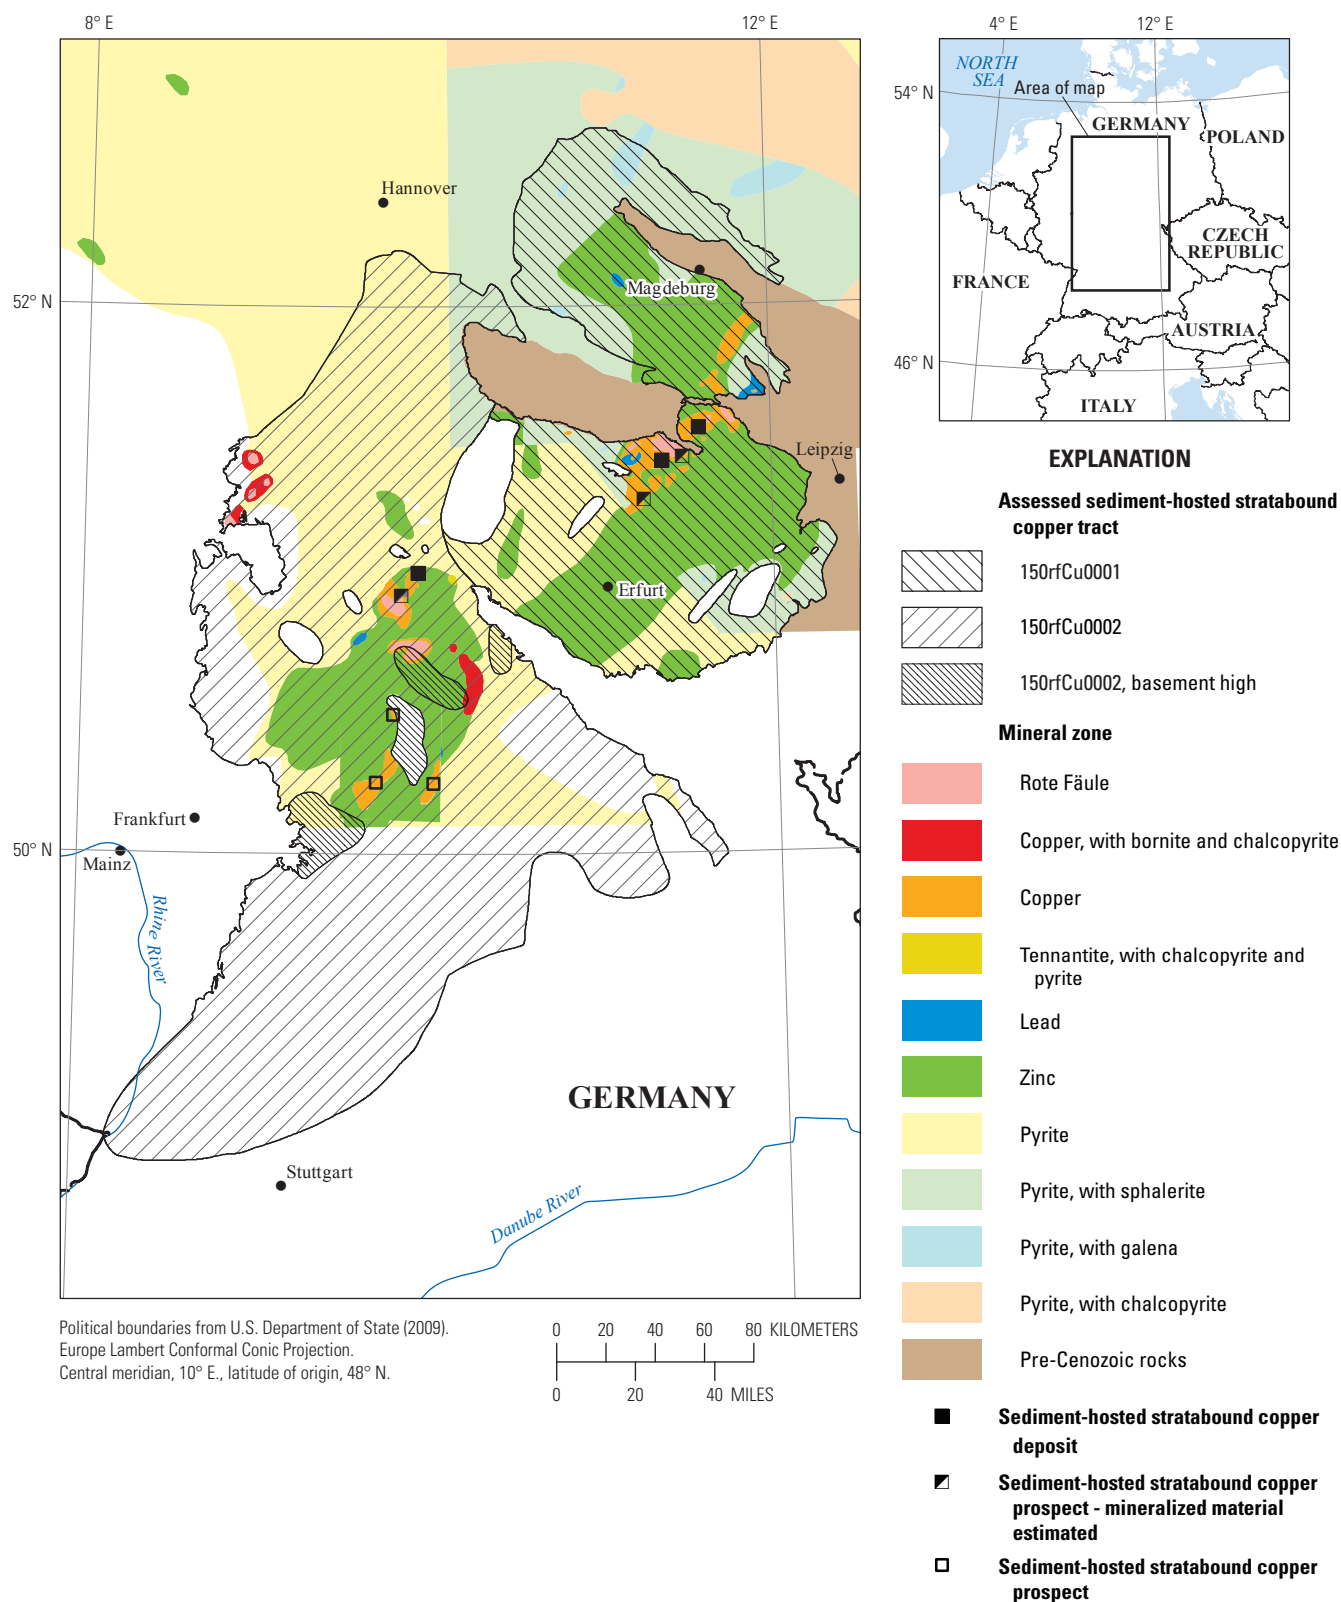 8° E
12° E
4° E
12° E
NORTH
SEA
Area of map
54° N
GERMANY
POLAND
Hannover
CZECH
REPUBLIC
FRANCE
Magdeburg
52° N
AUSTRIA
46° N
ITALY
Leipzig
Erfurt
Frankfurt
50° N
Mainz
Rhine River
GERMANY
Stuttgart
Danube River
EXPLANATION
Assessed sediment-hosted stratabound
copper tract
150rfCu0001
150rfCu0002
150rfCu0002, basement high
Mineral zone
Rote Fäule
Copper, with bornite and chalcopyrite
Copper
Tennantite, with chalcopyrite and
pyrite
Lead
Zinc
Pyrite
Pyrite, with sphalerite
Pyrite, with galena
Pyrite, with chalcopyrite
Pre-Cenozoic rocks
Sediment-hosted stratabound copper
deposit
Sediment-hosted stratabound copper
prospect - mineralized material
estimated
Sediment-hosted stratabound copper
prospect
Political boundaries from U.S. Department of State (2009).
Europe Lambert Conformal Conic Projection.
Central meridian, 10° E., latitude of origin, 48° N.
0 20 40 60 80 KILOMETERS
0 20 40 MILES